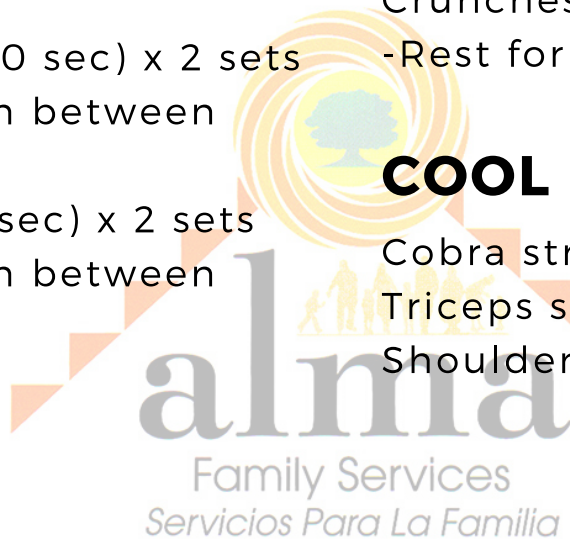 0 sec) x 2 sets
n between
sec) x 2 sets
n between
Crunches
-Rest for
COOL
Cobra str
Triceps s
Shoulder
alma
Family Services
Servicios Para La Familia